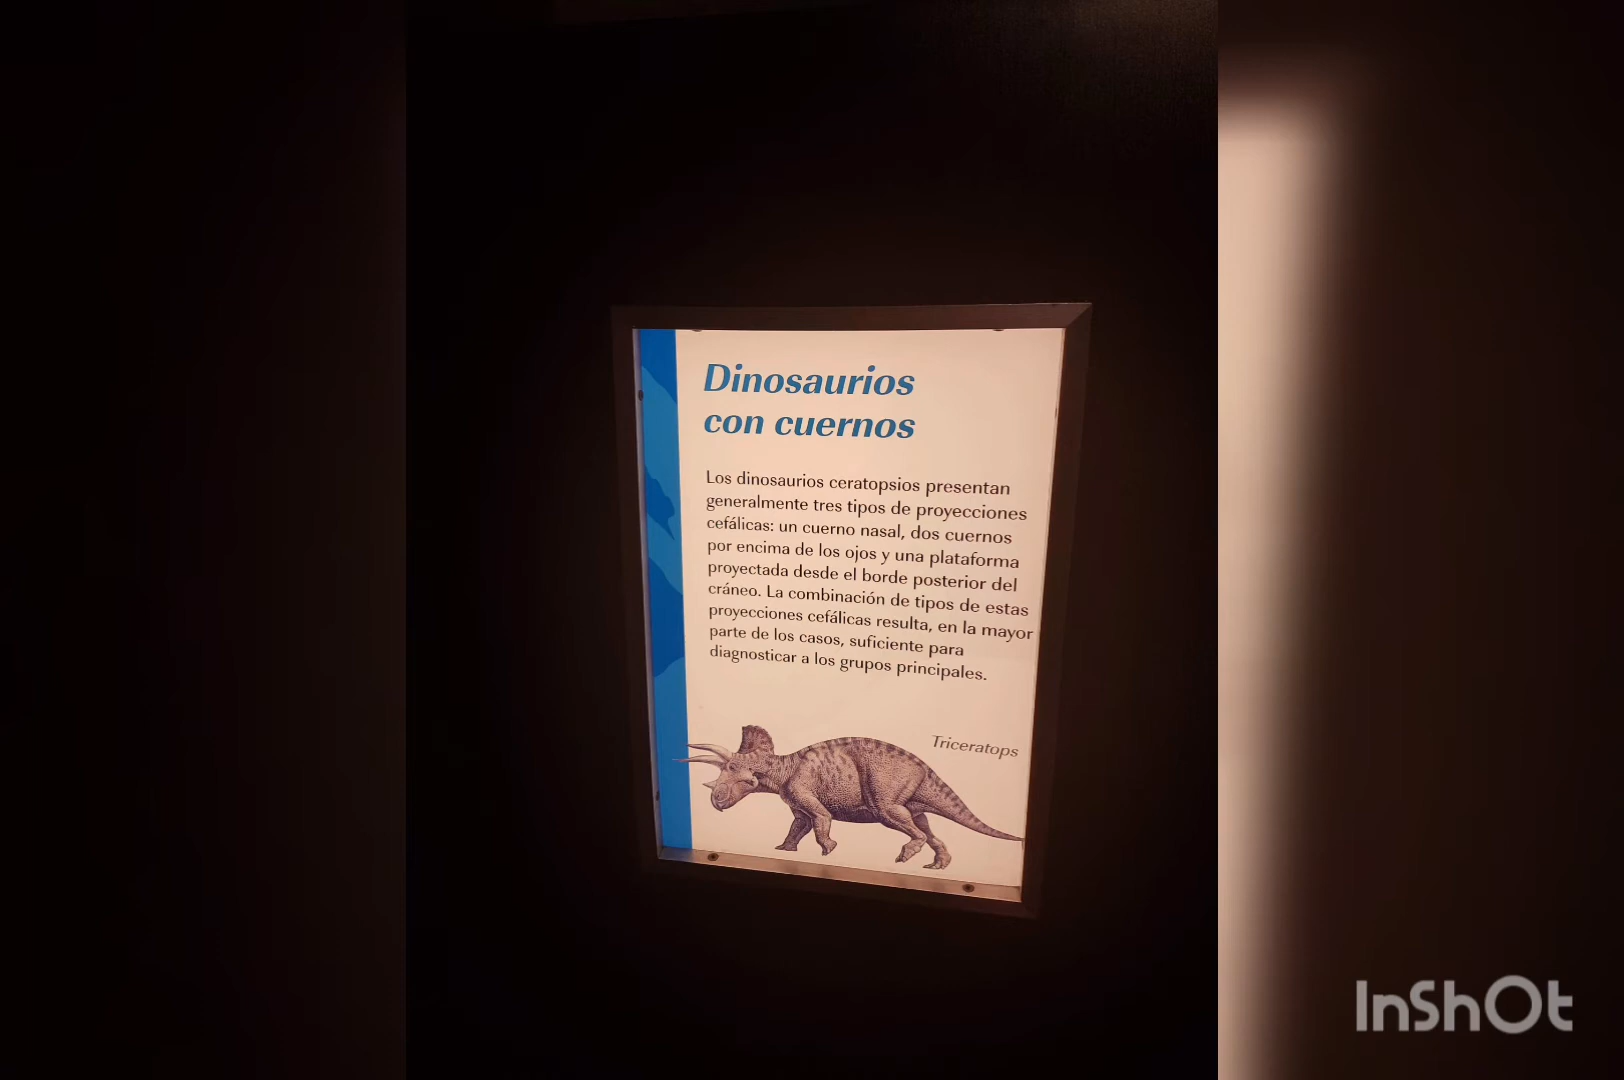 Dinosaurios
con cuernos
Los dinosaurios ceratopsios presentan
generalmente tres tipos de proyecciones
cefálicas: un cuerno nasal, dos cuernos
por encima de los ojos y una plataforma
proyectada desde el borde posterior del
cráneo. La combinación de tipos de estas
proyecciones cefálicas resulta, en la mayor
parte de los casos, suficiente para
diagnosticar a los grupos principales.
Triceratops
InShOt